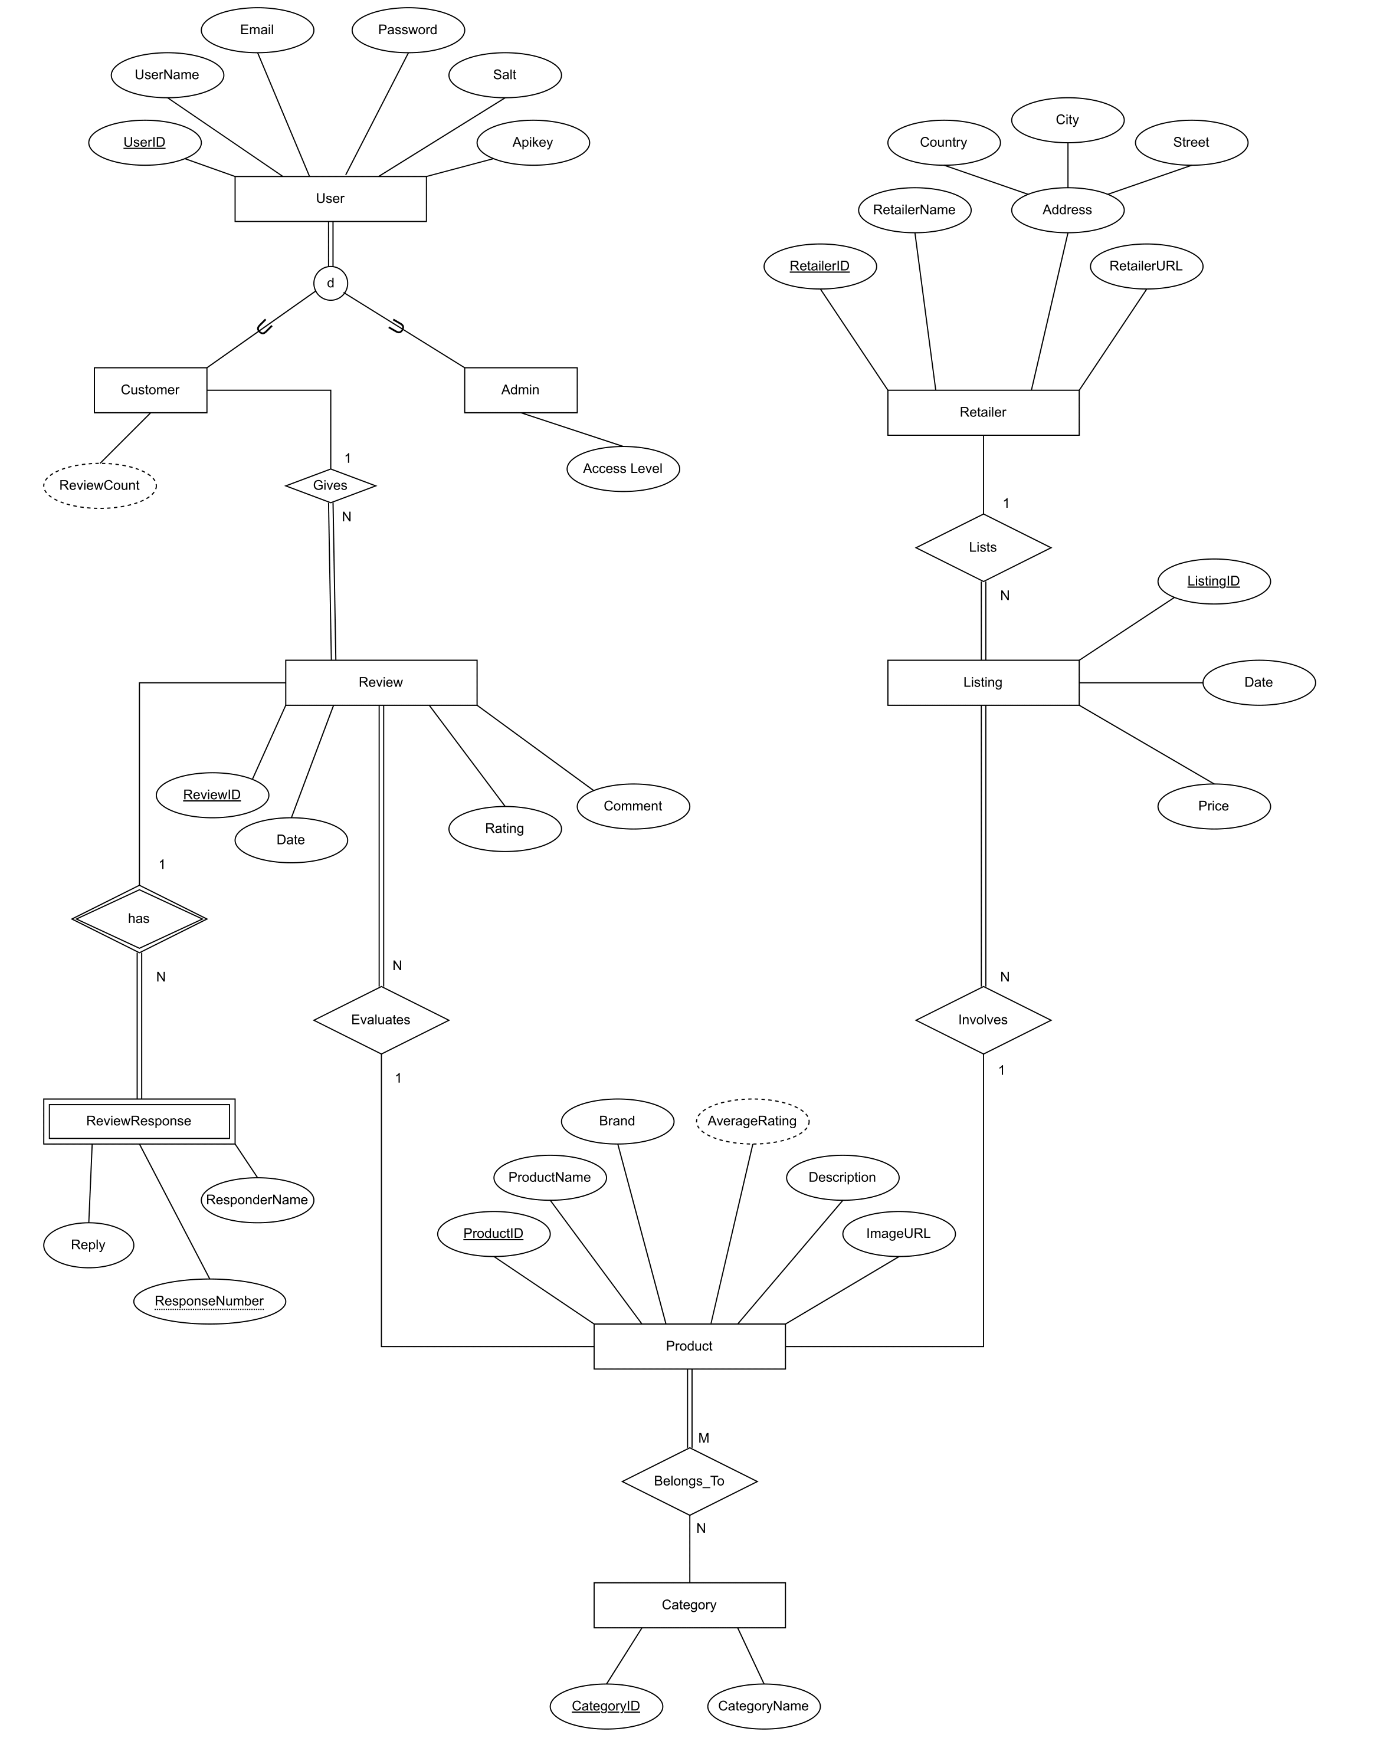 Email
Password
UserName
Salt
UserID
Apikey
User
d
Customer
Admin
ReviewCount
Access Level
1
Gives
N
City
Country
Street
RetailerName
Address
RetailerID
RetailerURL
Retailer
1
Lists
N
ListingID
Listing
Date
Price
Review
ReviewID
Date
Rating
Comment
1
has
N
N
Evaluates
1
N
Involves
1
ReviewResponse
ResponderName
Reply
ResponseNumber
Brand
AverageRating
ProductName
Description
ProductID
ImageURL
Product
M
Belongs_To
N
Category
CategoryID
CategoryName